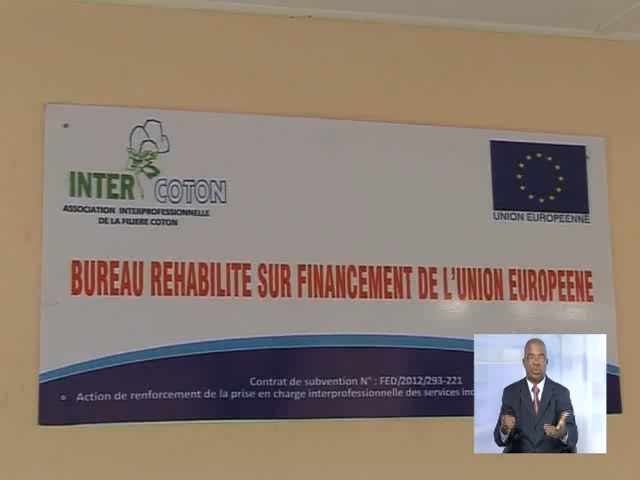 INTER COTON
ASSOCIATION INTERPROFESSIONNELLE
DE LA FILIERE COTON
UNION EUROPEENNE
BUREAU REHABILITE SUR FINANCEMENT DE L'UNION EUROPEENE
Contrat de subvention N° : FED/2012/293-221
Action de renforcement de la prise en charge interprofessionnelle des services